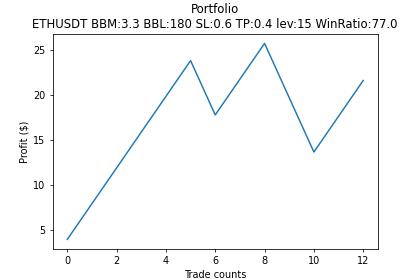 Portfolio
ETHUSDT BBM:3.3 BBL:180 SL:0.6 TP:0.4 lev:15 WinRatio:77.0
25
20
15
10
5
Profit ($)
0 2 4 6 8 10 12
Trade counts